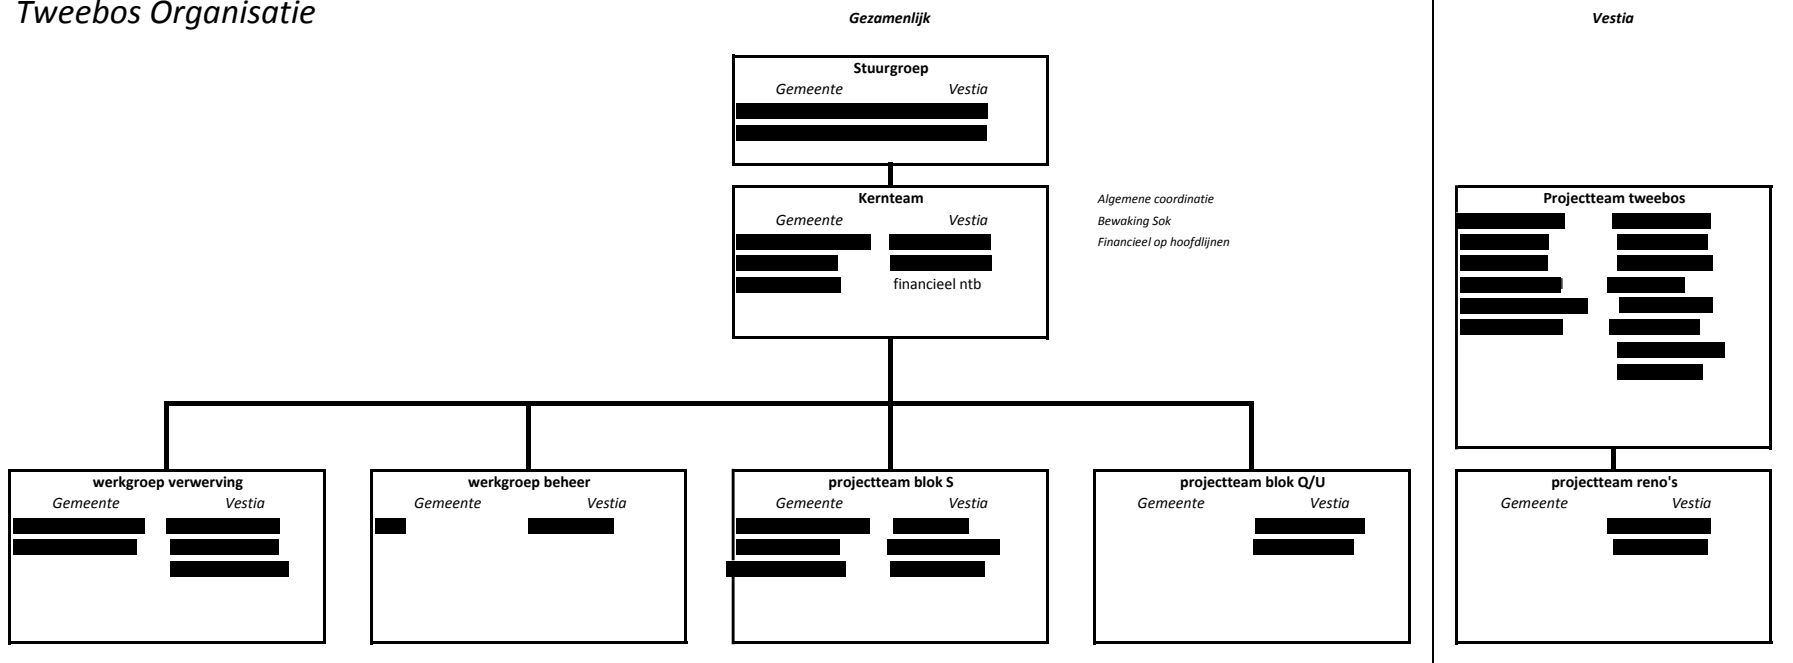 Tweebos Organisatie
Gezamenlijk
Vestia
Stuurgroep
Gemeente Vestia
Kernteam
Gemeente Vestia
financieel ntb
Algemene coordinatie
Bewaking Sok
Financieel op hoofdlijnen
Projectteam tweebos
werkgroep verwerving
Gemeente Vestia
werkgroep beheer
Gemeente Vestia
projectteam blok S
Gemeente Vestia
projectteam blok Q/U
Gemeente Vestia
projectteam reno's
Gemeente Vestia